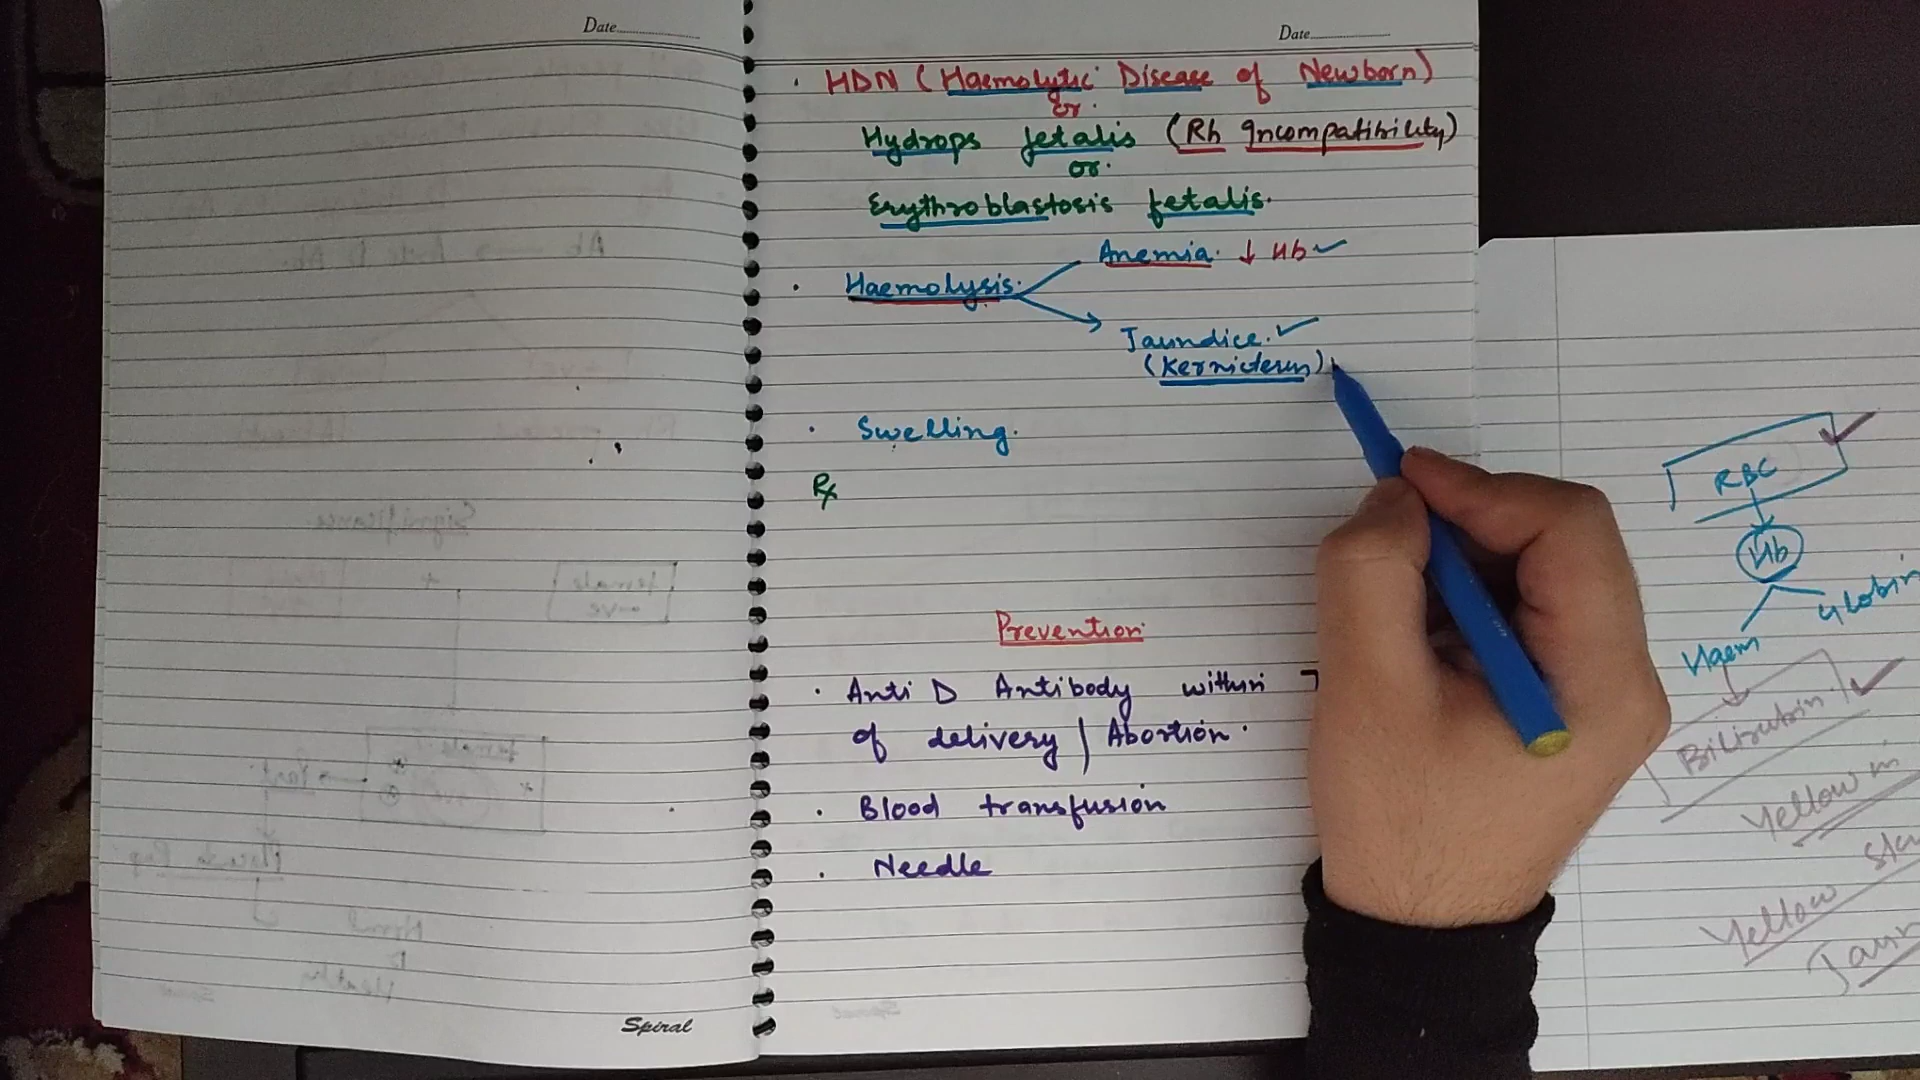 Date
Date
· HDN (Haemolytic Disease of Newborn)
or
Hydrops fetalis (Rh Incompatibility)
or
Erythroblastosis fetalis.
Anemia. ↓ Hb ✓
· Haemolysis.
Jaundice. ✓
(Kernicterus)
· Swelling.
Rx
Prevention
· Anti D Antibody within 7
of delivery / Abortion.
· Blood transfusion
· Needle
Spiral
RBC
Hb
Haem
Globin
Bilirubin
Yellow in
Yellow